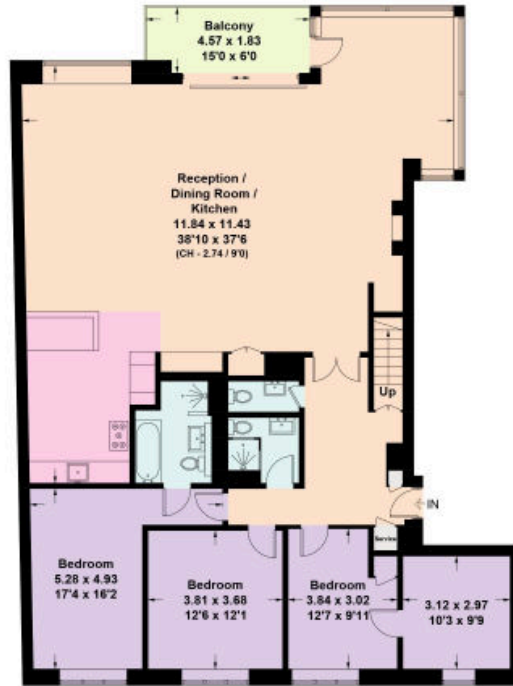 Balcony
4.57 x 1.83
15'0 x 6'0
Reception /
Dining Room /
Kitchen
11.84 x 11.43
38'10 x 37'6
(CH - 2.74 / 9'0)
Up
IN
Service
Bedroom
5.28 x 4.93
17'4 x 16'2
Bedroom
3.81 x 3.68
12'6 x 12'1
Bedroom
3.84 x 3.02
12'7 x 9'11
3.12 x 2.97
10'3 x 9'9